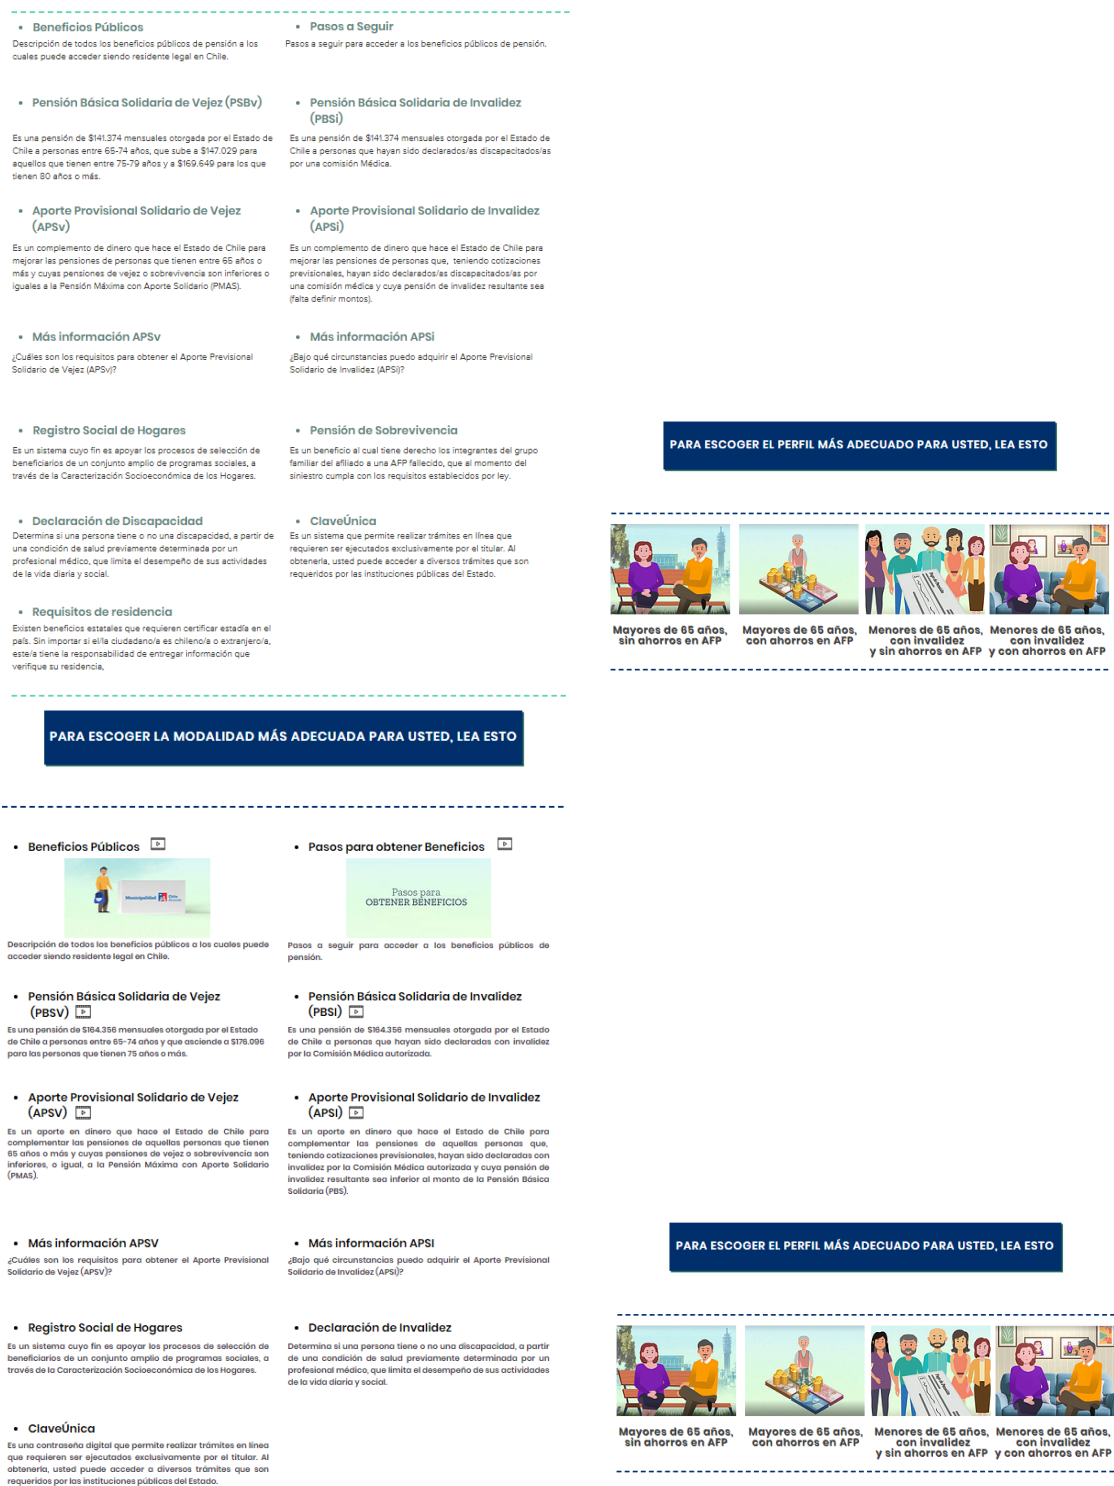 • Beneficios Públicos
Descripción de todos los beneficios públicos de pensión a los
cuales puede acceder siendo residente legal en Chile.
• Pasos a Seguir
Pasos a seguir para acceder a los beneficios públicos de pensión.
• Pensión Básica Solidaria de Vejez (PSBv)
Es una pensión de $141.374 mensuales otorgada por el Estado de
Chile a personas entre 65-74 años, que sube a $147.029 para
aquellos que tienen entre 75-79 años y a $169.649 para los que
tienen 80 años o más.
• Pensión Básica Solidaria de Invalidez
(PBSi)
Es una pensión de $141.374 mensuales otorgada por el Estado de
Chile a personas que hayan sido declarados/as discapacitados/as
por una comisión Médica.
• Aporte Provisional Solidario de Vejez
(APSv)
Es un complemento de dinero que hace el Estado de Chile para
mejorar las pensiones de personas que tienen entre 65 años o
más y cuyas pensiones de vejez o sobrevivencia son inferiores o
iguales a la Pensión Máxima con Aporte Solidario (PMAS).
• Aporte Provisional Solidario de Invalidez
(APSi)
Es un complemento de dinero que hace el Estado de Chile para
mejorar las pensiones de personas que, teniendo cotizaciones
previsionales, hayan sido declarados/as discapacitados/as por
una comisión médica y cuya pensión de invalidez resultante sea
(falta definir montos).
• Más información APSv
¿Cuáles son los requisitos para obtener el Aporte Previsional
Solidario de Vejez (APSv)?
• Más información APSi
¿Bajo qué circunstancias puedo adquirir el Aporte Previsional
Solidario de Invalidez (APSi)?
• Registro Social de Hogares
Es un sistema cuyo fin es apoyar los procesos de selección de
beneficiarios de un conjunto amplio de programas sociales, a
través de la Caracterización Socioeconómica de los Hogares.
• Pensión de Sobrevivencia
Es un beneficio al cual tiene derecho los integrantes del grupo
familiar del afiliado a una AFP fallecido, que al momento del
siniestro cumpla con los requisitos establecidos por ley.
• Declaración de Discapacidad
Determina si una persona tiene o no una discapacidad, a partir de
una condición de salud previamente determinada por un
profesional médico, que limita el desempeño de sus actividades
de la vida diaria y social.
• ClaveÚnica
Es un sistema que permite realizar trámites en línea que
requieren ser ejecutados exclusivamente por el titular. Al
obtenerla, usted puede acceder a diversos trámites que son
requeridos por las instituciones públicas del Estado.
• Requisitos de residencia
Existen beneficios estatales que requieren certificar estadía en el
país. Sin importar si el/la ciudadano/a es chileno/a o extranjero/a,
este/a tiene la responsabilidad de entregar información que
verifique su residencia,
PARA ESCOGER EL PERFIL MÁS ADECUADO PARA USTED, LEA ESTO
Mayores de 65 años,
sin ahorros en AFP
Mayores de 65 años,
con ahorros en AFP
Menores de 65 años,
con invalidez
y sin ahorros en AFP
Menores de 65 años,
con invalidez
y con ahorros en AFP
PARA ESCOGER LA MODALIDAD MÁS ADECUADA PARA USTED, LEA ESTO
• Beneficios Públicos
Municipalidad
Descripción de todos los beneficios públicos a los cuales puede
acceder siendo residente legal en Chile.
• Pasos para obtener Beneficios
Pasos para
OBTENER BENEFICIOS
Pasos a seguir para acceder a los beneficios públicos de
pensión.
• Pensión Básica Solidaria de Vejez
(PBSV)
Es una pensión de $164.356 mensuales otorgada por el Estado
de Chile a personas entre 65-74 años y que asciende a $176.096
para las personas que tienen 75 años o más.
• Pensión Básica Solidaria de Invalidez
(PBSI)
Es una pensión de $164.356 mensuales otorgada por el Estado
de Chile a personas que hayan sido declaradas con invalidez
por la Comisión Médica autorizada.
• Aporte Provisional Solidario de Vejez
(APSV)
Es un aporte en dinero que hace el Estado de Chile para
complementar las pensiones de aquellas personas que tienen
65 años o más y cuyas pensiones de vejez o sobrevivencia son
inferiores, o igual, a la Pensión Máxima con Aporte Solidario
(PMAS).
• Aporte Provisional Solidario de Invalidez
(APSI)
Es un aporte en dinero que hace el Estado de Chile para
complementar las pensiones de aquellas personas que,
teniendo cotizaciones previsionales, hayan sido declaradas con
invalidez por la Comisión Médica autorizada y cuya pensión de
invalidez resultante sea inferior al monto de la Pensión Básica
Solidaria (PBS).
• Más información APSV
¿Cuáles son los requisitos para obtener el Aporte Previsional
Solidario de Vejez (APSV)?
• Más información APSI
¿Bajo qué circunstancias puedo adquirir el Aporte Previsional
Solidario de Invalidez (APSI)?
• Registro Social de Hogares
Es un sistema cuyo fin es apoyar los procesos de selección de
beneficiarios de un conjunto amplio de programas sociales, a
través de la Caracterización Socioeconómica de los Hogares.
• Declaración de Invalidez
Determina si una persona tiene o no una discapacidad, a partir
de una condición de salud previamente determinada por un
profesional médico, que limita el desempeño de sus actividades
de la vida diaria y social.
• ClaveÚnica
Es una contraseña digital que permite realizar trámites en línea
que requieren ser ejecutados exclusivamente por el titular. Al
obtenerla, usted puede acceder a diversos trámites que son
requeridos por las instituciones públicas del Estado.
PARA ESCOGER EL PERFIL MÁS ADECUADO PARA USTED, LEA ESTO
Mayores de 65 años,
sin ahorros en AFP
Mayores de 65 años,
con ahorros en AFP
Menores de 65 años,
con invalidez
y sin ahorros en AFP
Menores de 65 años,
con invalidez
y con ahorros en AFP